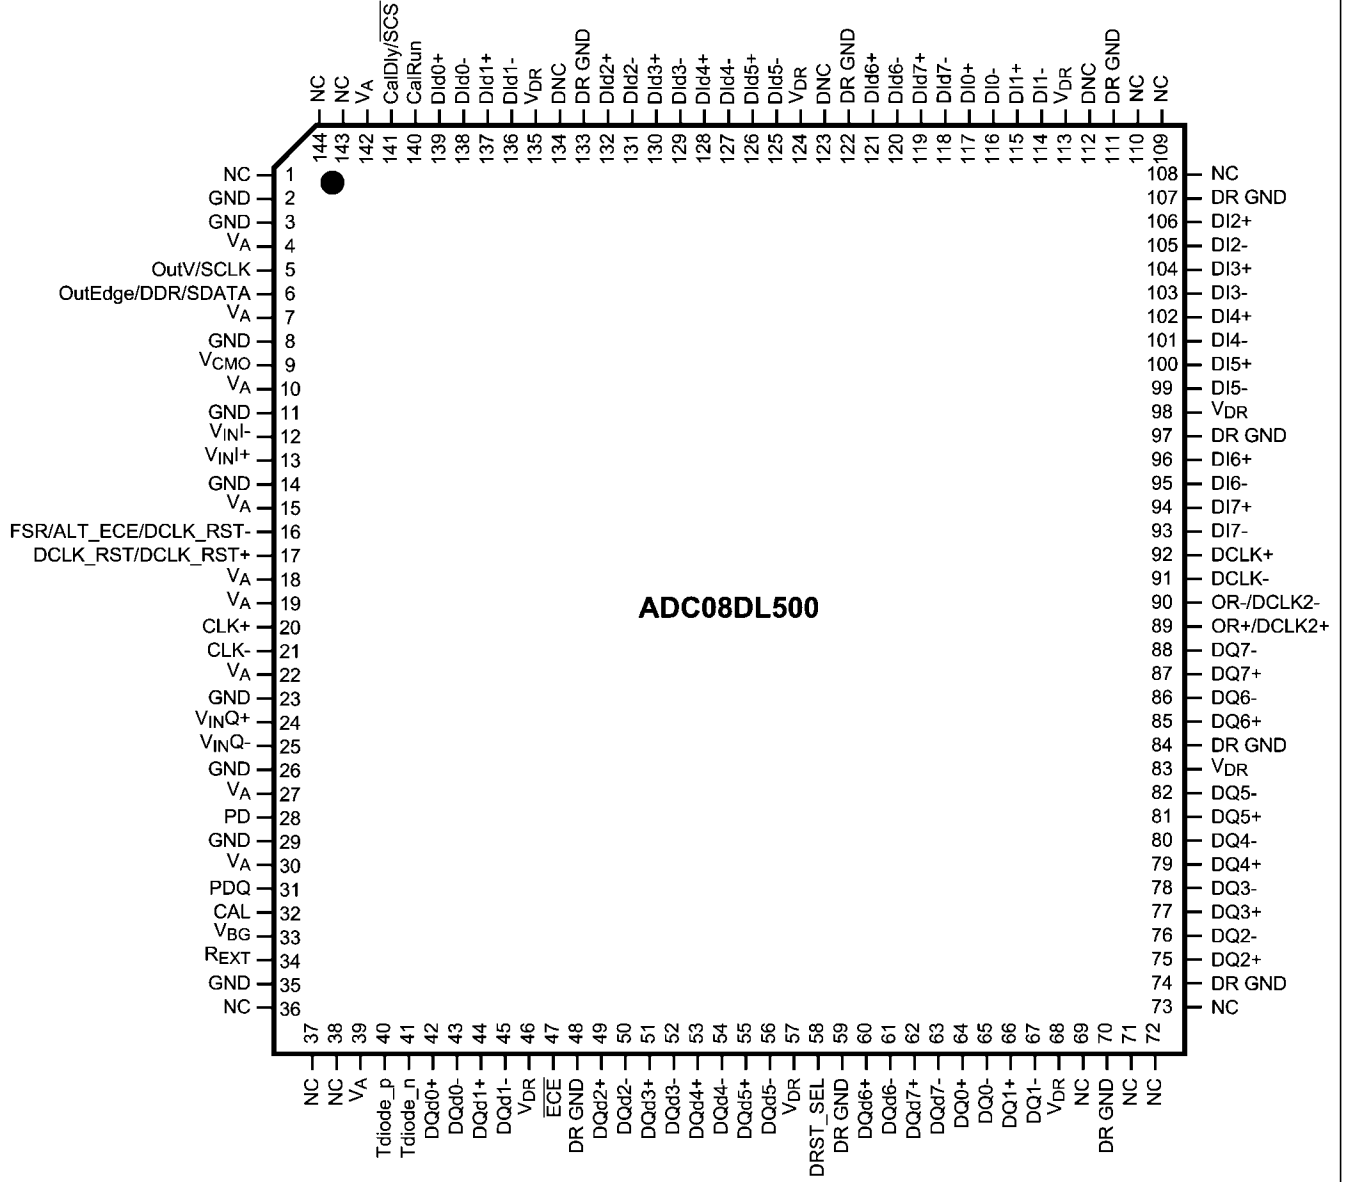 NC
NC
VA
CalDly/SCS
CalRun
DId0+
DId0-
DId1+
DId1-
VDR
DNC
DR GND
DId2+
DId2-
DId3+
DId3-
DId4+
DId4-
DId5+
DId5-
VDR
DNC
DR GND
DId6+
DId6-
DId7+
DId7-
DI0+
DI0-
DI1+
DI1-
VDR
DNC
DR GND
NC
NC
144
143
142
141
140
139
138
137
136
135
134
133
132
131
130
129
128
127
126
125
124
123
122
121
120
119
118
117
116
115
114
113
112
111
110
109
NC 1
GND 2
GND 3
VA 4
OutV/SCLK 5
OutEdge/DDR/SDATA 6
VA 7
GND 8
VCMO 9
VA 10
GND 11
VINI- 12
VINI+ 13
GND 14
VA 15
FSR/ALT_ECE/DCLK_RST- 16
DCLK_RST/DCLK_RST+ 17
VA 18
VA 19
CLK+ 20
CLK- 21
VA 22
GND 23
VINQ+ 24
VINQ- 25
GND 26
VA 27
PD 28
GND 29
VA 30
PDQ 31
CAL 32
VBG 33
REXT 34
GND 35
NC 36
ADC08DL500
108 NC
107 DR GND
106 DI2+
105 DI2-
104 DI3+
103 DI3-
102 DI4+
101 DI4-
100 DI5+
99 DI5-
98 VDR
97 DR GND
96 DI6+
95 DI6-
94 DI7+
93 DI7-
92 DCLK+
91 DCLK-
90 OR-/DCLK2-
89 OR+/DCLK2+
88 DQ7-
87 DQ7+
86 DQ6-
85 DQ6+
84 DR GND
83 VDR
82 DQ5-
81 DQ5+
80 DQ4-
79 DQ4+
78 DQ3-
77 DQ3+
76 DQ2-
75 DQ2+
74 DR GND
73 NC
37
38
39
40
41
42
43
44
45
46
47
48
49
50
51
52
53
54
55
56
57
58
59
60
61
62
63
64
65
66
67
68
69
70
71
72
NC
NC
VA
Tdiode_p
Tdiode_n
DQd0+
DQd0-
DQd1+
DQd1-
VDR
ECE
DR GND
DQd2+
DQd2-
DQd3+
DQd3-
DQd4+
DQd4-
DQd5+
DQd5-
VDR
DRST_SEL
DR GND
DQd6+
DQd6-
DQd7+
DQd7-
DQ0+
DQ0-
DQ1+
DQ1-
VDR
NC
DR GND
NC
NC